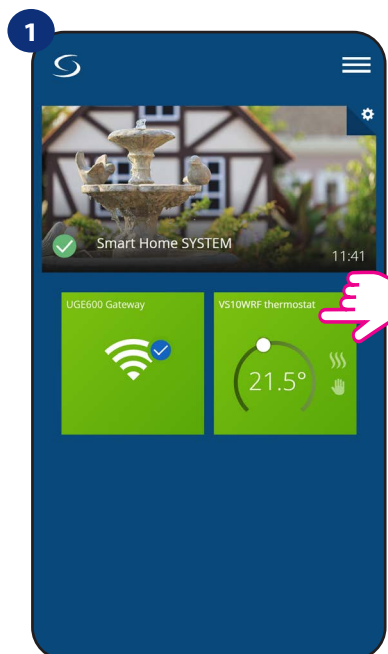 1
Smart Home SYSTEM
11:41
UGE600 Gateway
VS10WRF thermostat
21.5°